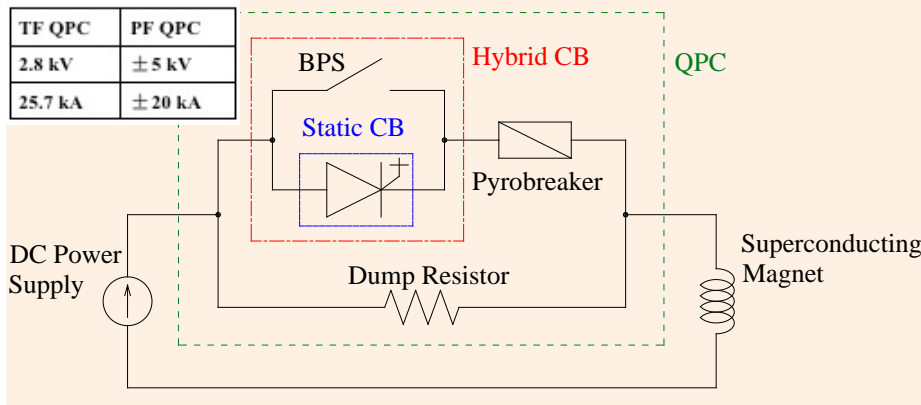 TF QPC PF QPC
2.8 kV ±5 kV
25.7 kA ±20 kA
BPS
Hybrid CB
QPC
Static CB
Pyrobreaker
DC Power
Supply
Dump Resistor
Superconducting
Magnet